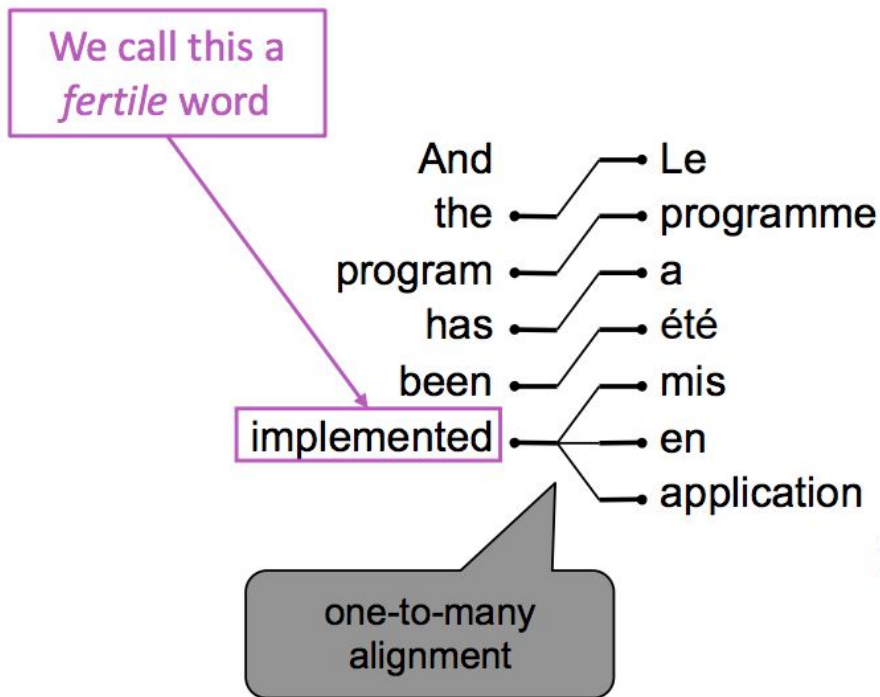 We call this a
fertile word
And
Le
the
programme
program
a
has
été
been
mis
implemented
en
application
one-to-many
alignment